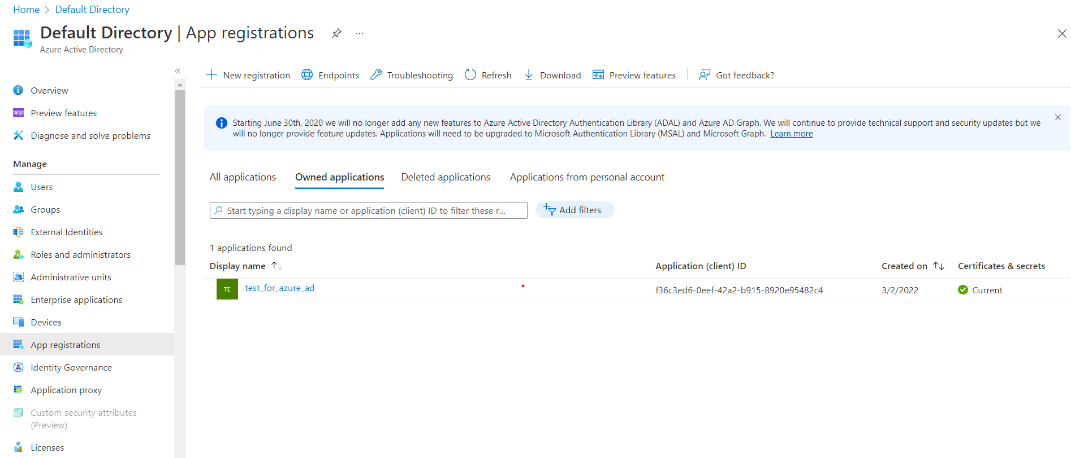 Home > Default Directory
Default Directory | App registrations
Azure Active Directory
Overview
Preview features
Diagnose and solve problems
Manage
Users
Groups
External Identities
Roles and administrators
Administrative units
Enterprise applications
Devices
App registrations
Identity Governance
Application proxy
Custom security attributes
(Preview)
Licenses
New registration Endpoints Troubleshooting Refresh Download Preview features Got feedback?
Starting June 30th, 2020 we will no longer add any new features to Azure Active Directory Authentication Library (ADAL) and Azure AD Graph. We will continue to provide technical support and security updates but we
will no longer provide feature updates. Applications will need to be upgraded to Microsoft Authentication Library (MSAL) and Microsoft Graph. Learn more
All applications Owned applications Deleted applications Applications from personal account
Start typing a display name or application (client) ID to filter these r... Add filters
1 applications found
Display name Application (client) ID Created on Certificates & secrets
TE test_for_azure_ad f36c3ed6-0eef-42a2-b915-8920e95482c4 3/2/2022 Current